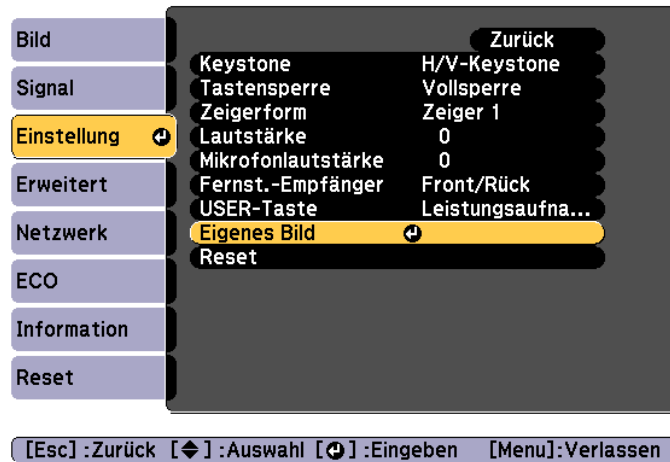 Bild
Signal
Einstellung
Erweitert
Netzwerk
ECO
Information
Reset
Zurück
Keystone H/V-Keystone
Tastensperre Vollsperre
Zeigerform Zeiger 1
Lautstärke 0
Mikrofonlautstärke 0
Fernst.-Empfänger Front/Rück
USER-Taste Leistungsaufna...
Eigenes Bild
Reset
[Esc] :Zurück [◆] :Auswahl [⏎] :Eingeben [Menu]:Verlassen